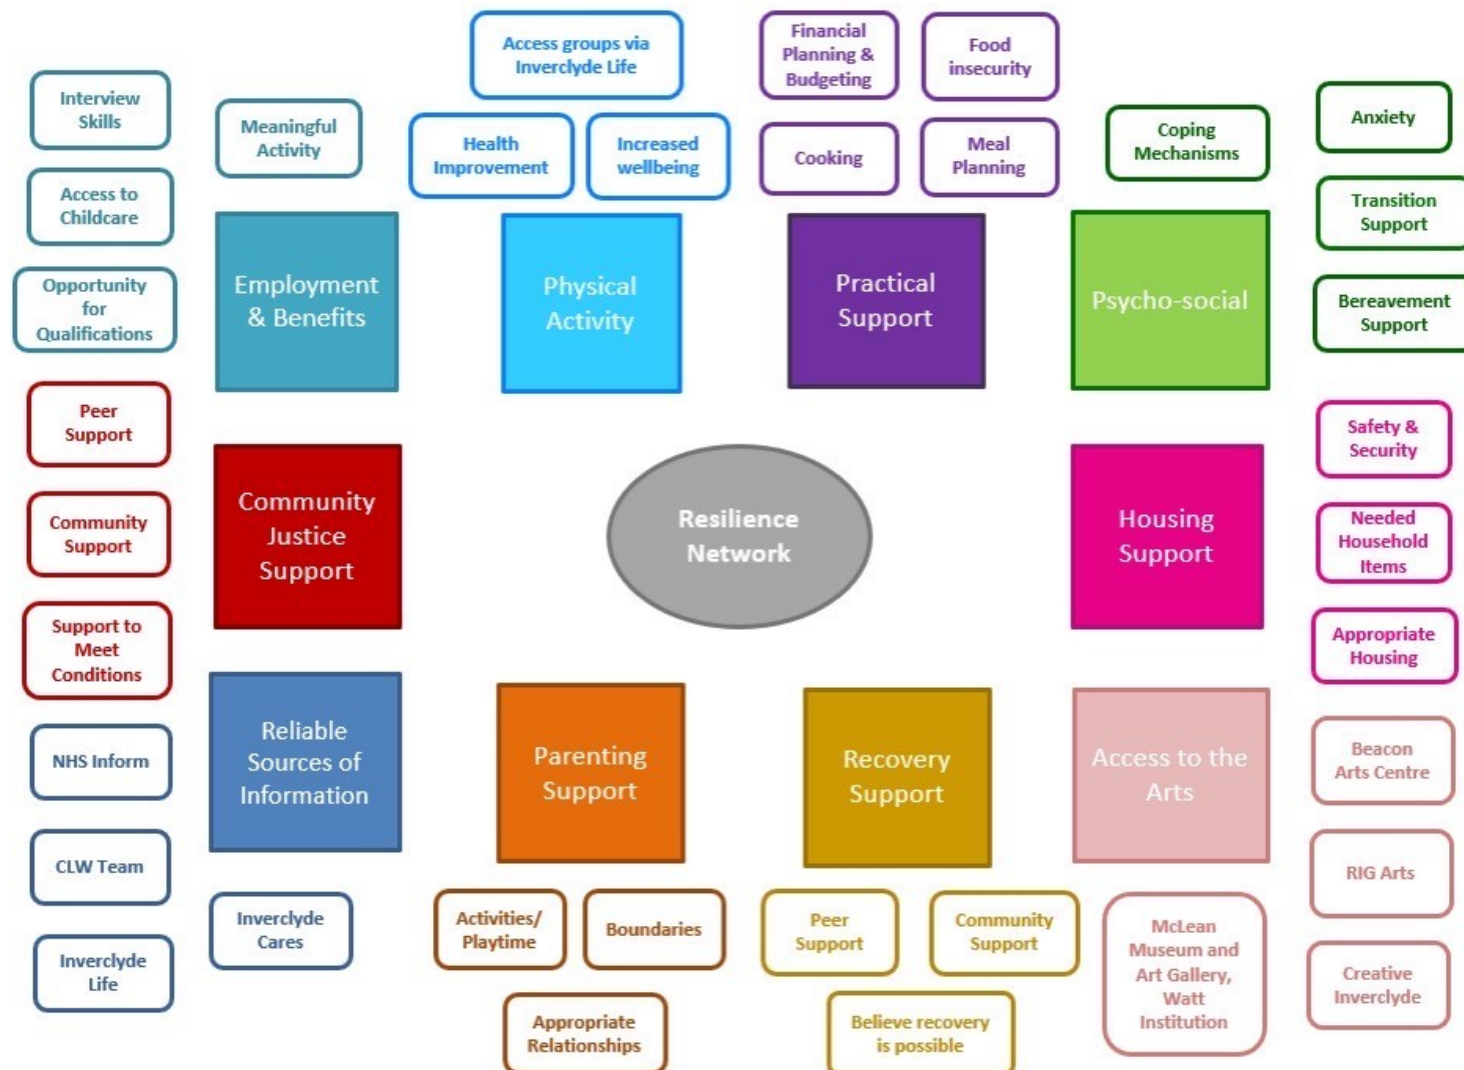 Access groups via
Inverclyde Life
Financial
Planning &
Budgeting
Food
insecurity
Interview
Skills
Meaningful
Activity
Health
Improvement
Increased
wellbeing
Cooking
Meal
Planning
Coping
Mechanisms
Anxiety
Access to
Childcare
Transition
Support
Opportunity
for
Qualifications
Employment
& Benefits
Physical
Activity
Practical
Support
Psycho-social
Bereavement
Support
Peer
Support
Safety &
Security
Community
Support
Community
Justice
Support
Resilience
Network
Housing
Support
Needed
Household
Items
Support to
Meet
Conditions
Appropriate
Housing
NHS Inform
Reliable
Sources of
Information
Parenting
Support
Recovery
Support
Access to the
Arts
Beacon
Arts Centre
CLW Team
RIG Arts
Inverclyde
Cares
Activities/
Playtime
Boundaries
Peer
Support
Community
Support
McLean
Museum and
Art Gallery,
Watt
Institution
Inverclyde
Life
Creative
Inverclyde
Appropriate
Relationships
Believe recovery
is possible